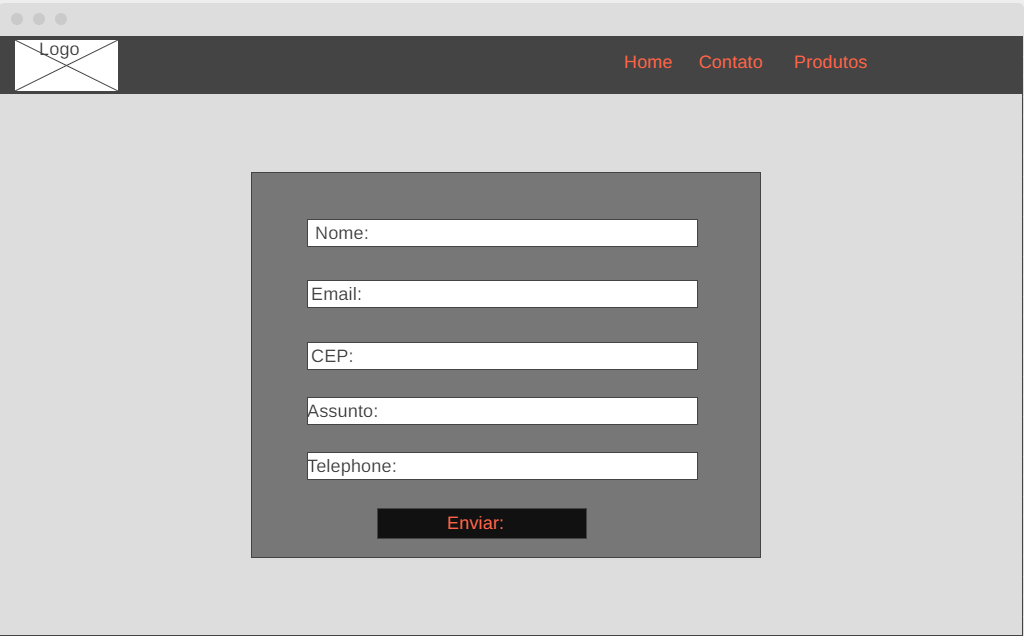 Logo
Home Contato Produtos
Nome:
Email:
CEP:
Assunto:
Telephone:
Enviar: